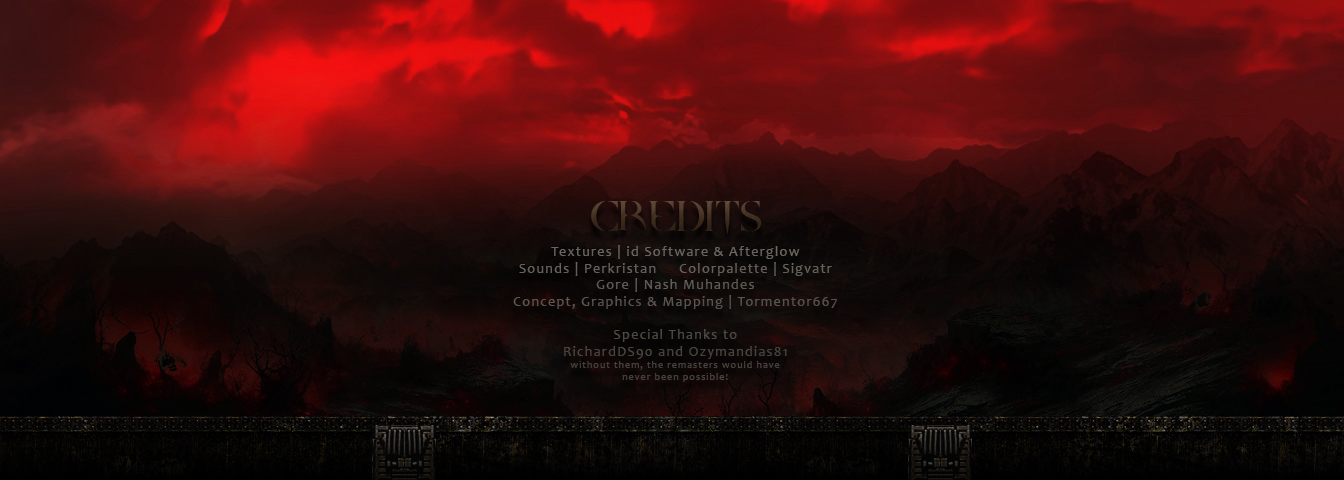 CREDITS
Textures | id Software & Afterglow
Sounds | Perkristan Colorpalette | Sigvatr
Gore | Nash Muhandes
Concept, Graphics & Mapping | Tormentor667
Special Thanks to
RichardDS90 and Ozymandias81
without them, the remasters would have
never been possible!